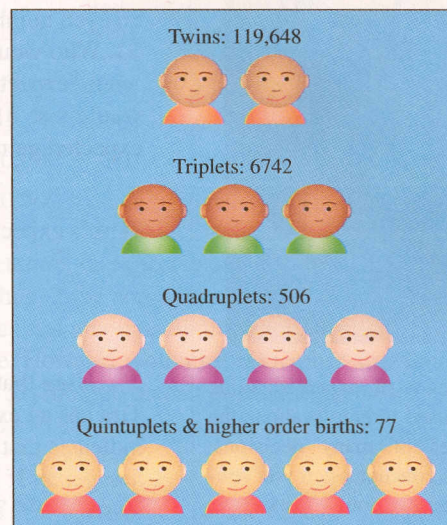 Twins: 119,648
Triplets: 6742
Quadruplets: 506
Quintuplets & higher order births: 77